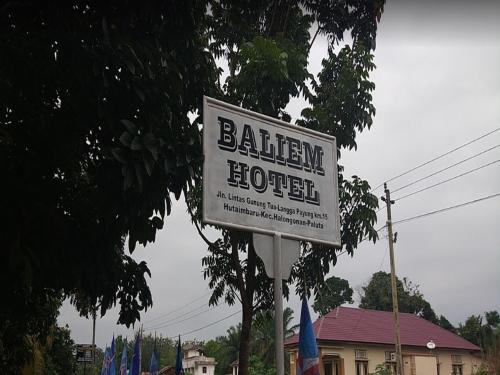 BALIEM
HOTEL
Jln. Lintas Gunung Tua-Langga Payung km.15
Hutaimbaru-Kec.Halongonan-Paluta